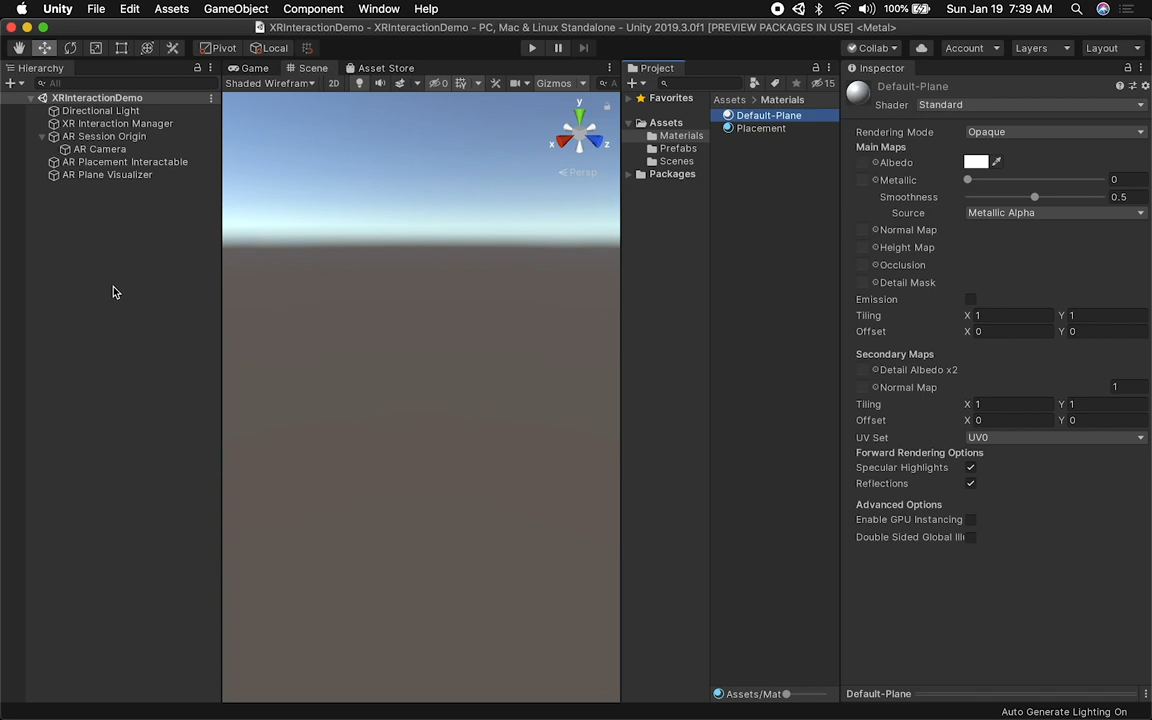 Unity File Edit Assets GameObject Component Window Help 100% Sun Jan 19 7:39 AM
XRInteractionDemo - XRInteractionDemo - PC, Mac & Linux Standalone - Unity 2019.3.0f1 [PREVIEW PACKAGES IN USE] <Metal>
Pivot Local Collab Account Layers Layout
Hierarchy
All
XRInteractionDemo
Directional Light
XR Interaction Manager
AR Session Origin
AR Camera
AR Placement Interactable
AR Plane Visualizer
Game Scene Asset Store
Shaded Wirefram 2D 0 Gizmos A
y
x z
Persp
Project
15
Favorites
Assets
Materials
Prefabs
Scenes
Packages
Assets > Materials
Default-Plane
Placement
Assets/Mat
Inspector
Default-Plane
Shader Standard
Rendering Mode Opaque
Main Maps
Albedo
Metallic 0
Smoothness 0.5
Source Metallic Alpha
Normal Map
Height Map
Occlusion
Detail Mask
Emission
Tiling X 1 Y 1
Offset X 0 Y 0
Secondary Maps
Detail Albedo x2
Normal Map 1
Tiling X 1 Y 1
Offset X 0 Y 0
UV Set UV0
Forward Rendering Options
Specular Highlights
Reflections
Advanced Options
Enable GPU Instancing
Double Sided Global Ill
Default-Plane
Auto Generate Lighting On